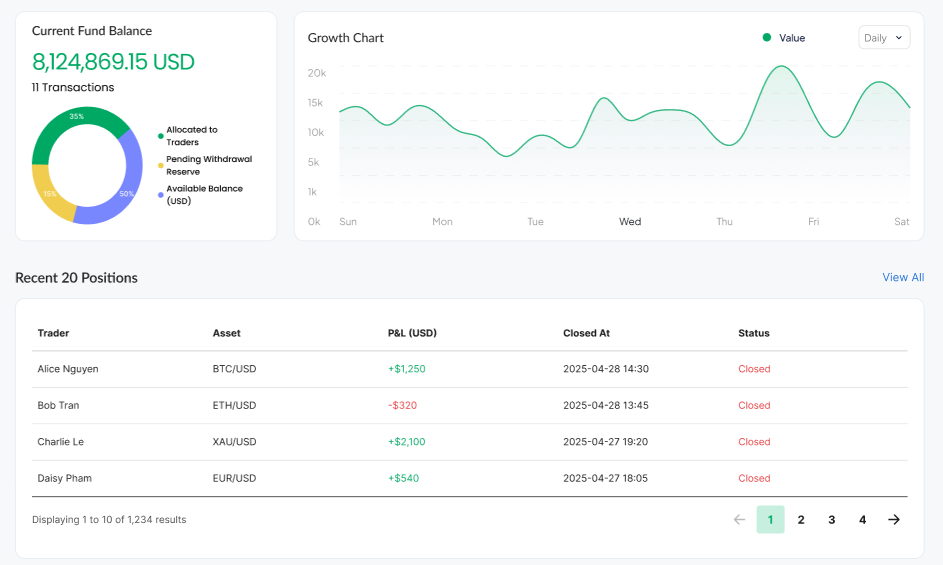 Current Fund Balance
8,124,869.15 USD
11 Transactions
35%
15%
50%
Allocated to
Traders
Pending Withdrawal
Reserve
Available Balance
(USD)
Growth Chart
Value
Daily
20k
15k
10k
5k
1k
0k
Sun Mon Tue Wed Thu Fri Sat
Recent 20 Positions
View All
Trader Asset P&L (USD) Closed At Status
Alice Nguyen BTC/USD +$1,250 2025-04-28 14:30 Closed
Bob Tran ETH/USD -$320 2025-04-28 13:45 Closed
Charlie Le XAU/USD +$2,100 2025-04-27 19:20 Closed
Daisy Pham EUR/USD +$540 2025-04-27 18:05 Closed
Displaying 1 to 10 of 1,234 results
← 1 2 3 4 →